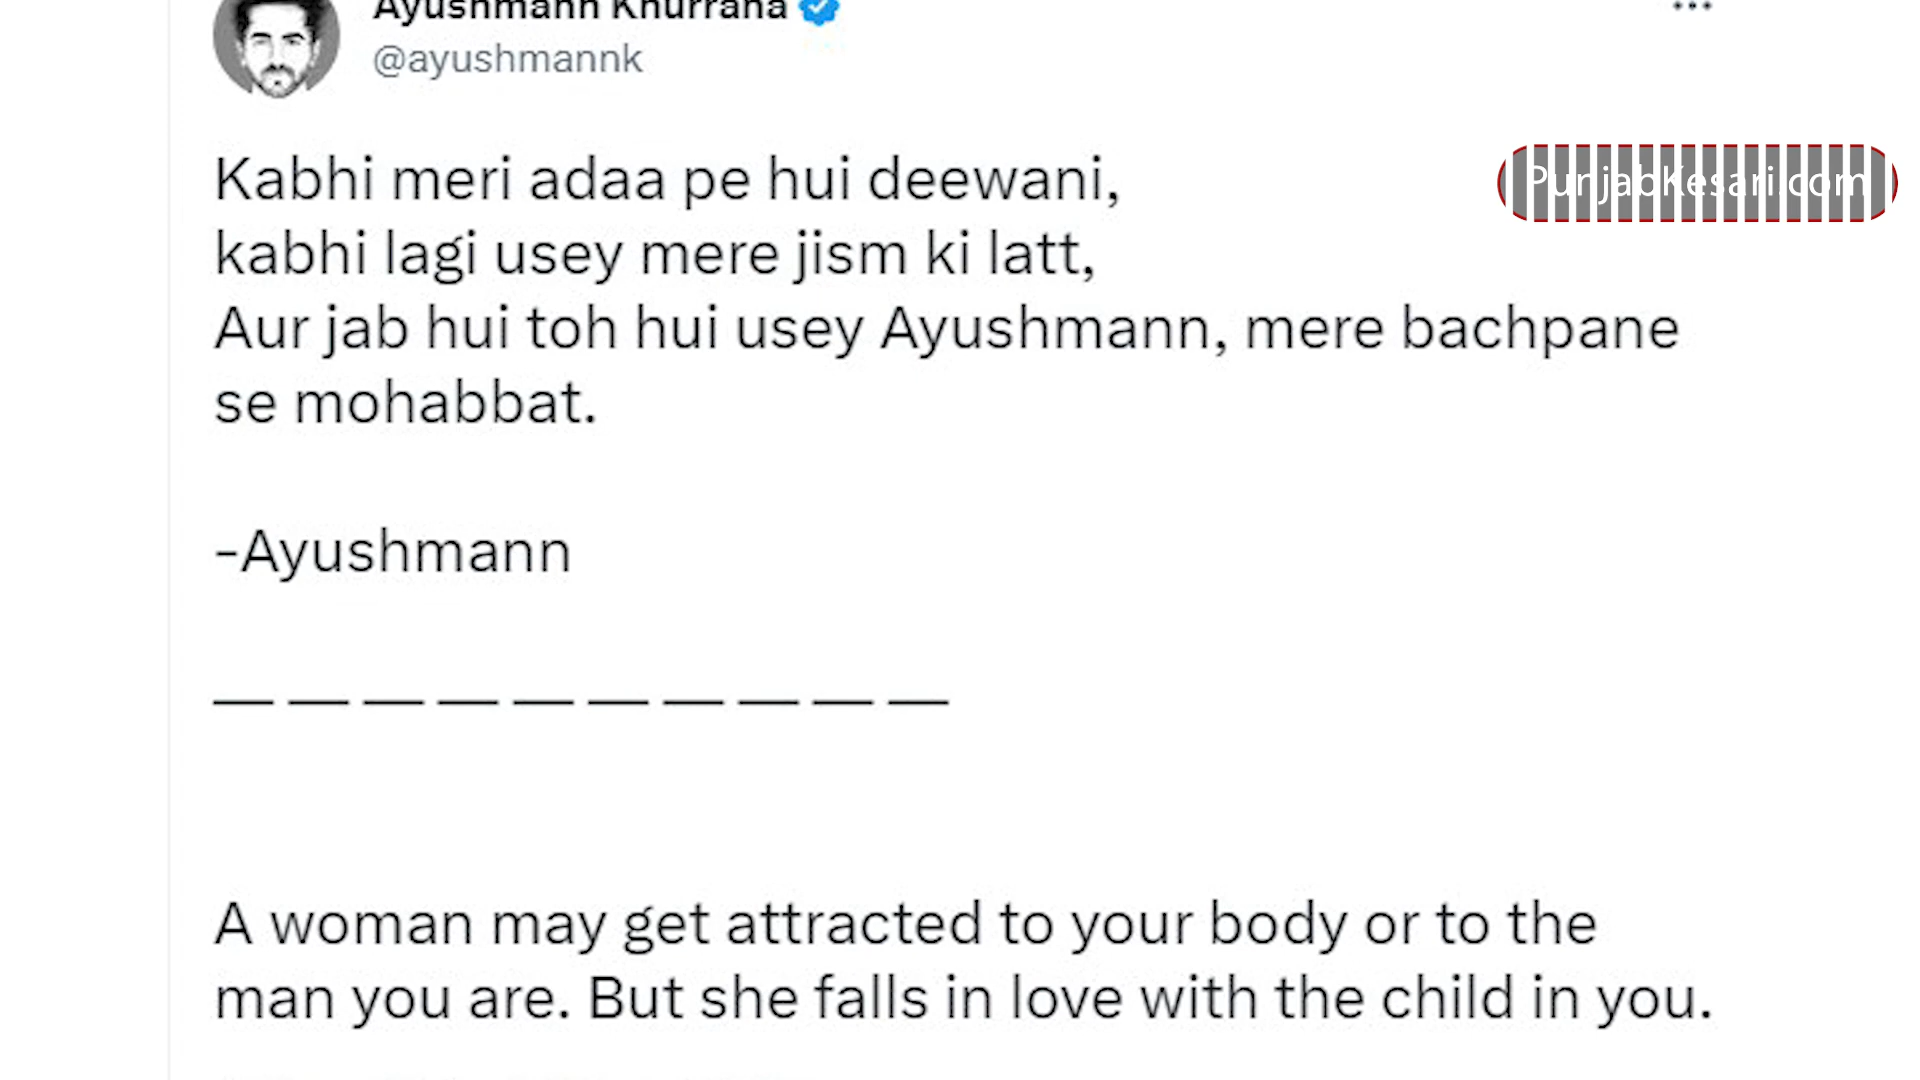 Ayushmann Khurrana
@ayushmannk
PunjabKesari.com
Kabhi meri adaa pe hui deewani,
kabhi lagi usey mere jism ki latt,
Aur jab hui toh hui usey Ayushmann, mere bachpane
se mohabbat.
-Ayushmann
— — — — — — — — — —
A woman may get attracted to your body or to the
man you are. But she falls in love with the child in you.